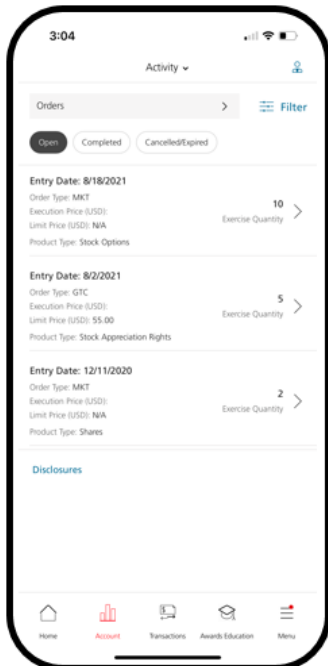 3:04
Activity
Orders
Filter
Open Completed Cancelled/Expired
Entry Date: 8/18/2021
Order Type: MKT
10
Execution Price (USD):
Exercise Quantity
Limit Price (USD): N/A
Product Type: Stock Options
Entry Date: 8/2/2021
Order Type: GTC
5
Execution Price (USD):
Exercise Quantity
Limit Price (USD): 55.00
Product Type: Stock Appreciation Rights
Entry Date: 12/11/2020
Order Type: MKT
2
Execution Price (USD):
Exercise Quantity
Limit Price (USD): N/A
Product Type: Shares
Disclosures
Home Account Transactions Awards Education Menu